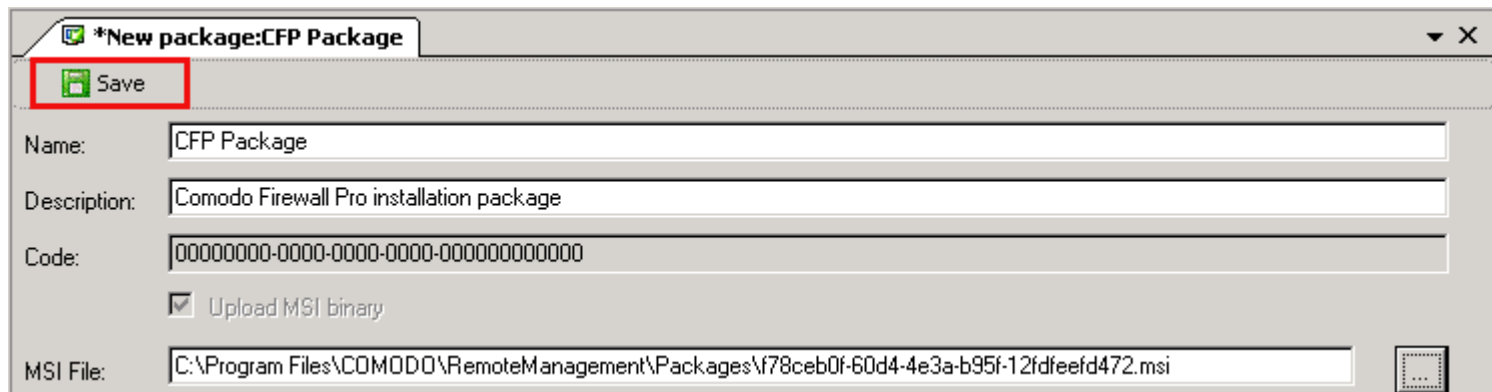 *New package:CFP Package
Save
Name: CFP Package
Description: Comodo Firewall Pro installation package
Code: 00000000-0000-0000-0000-000000000000
Upload MSI binary
MSI File: C:\Program Files\COMODO\RemoteManagement\Packages\f78ceb0f-60d4-4e3a-b95f-12fdfeefd472.msi ...